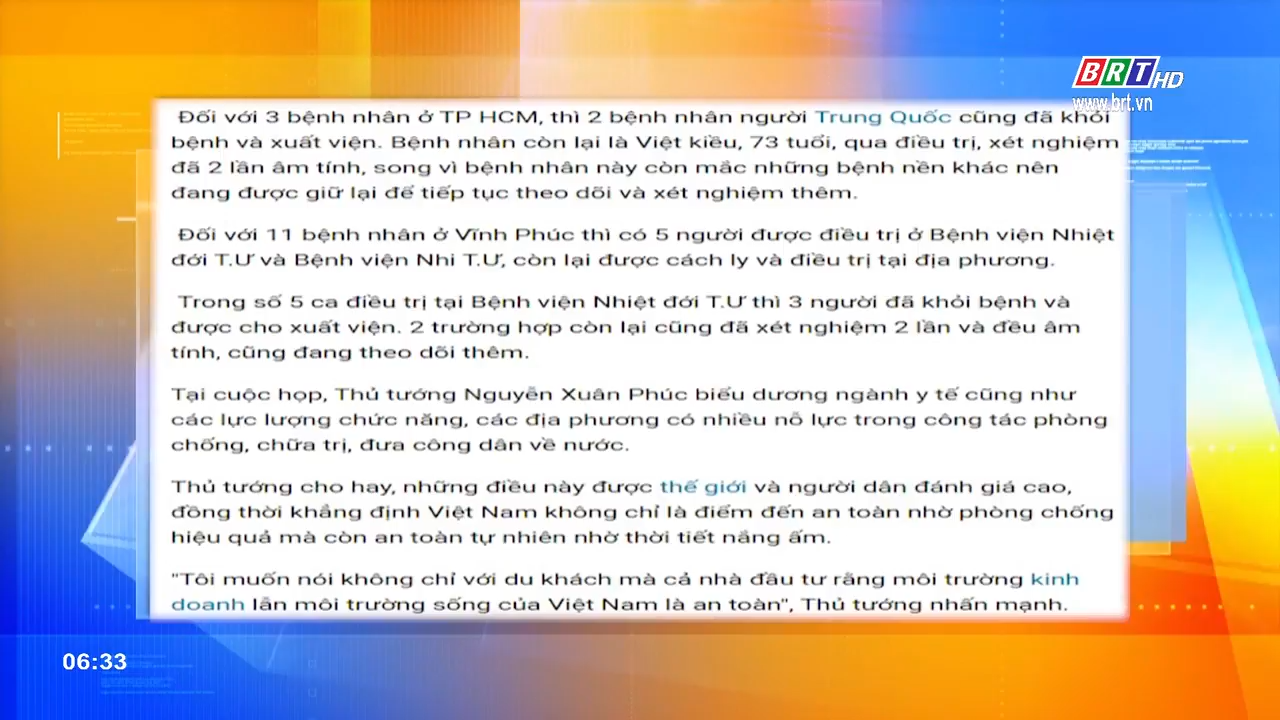 BRT HD
www.brt.vn
Đối với 3 bệnh nhân ở TP HCM, thì 2 bệnh nhân người Trung Quốc cũng đã khỏi
bệnh và xuất viện. Bệnh nhân còn lại là Việt kiều, 73 tuổi, qua điều trị, xét nghiệm
đã 2 lần âm tính, song vì bệnh nhân này còn mắc những bệnh nền khác nên
đang được giữ lại để tiếp tục theo dõi và xét nghiệm thêm.
Đối với 11 bệnh nhân ở Vĩnh Phúc thì có 5 người được điều trị ở Bệnh viện Nhiệt
đới T.Ư và Bệnh viện Nhi T.Ư, còn lại được cách ly và điều trị tại địa phương.
Trong số 5 ca điều trị tại Bệnh viện Nhiệt đới T.Ư thì 3 người đã khỏi bệnh và
được cho xuất viện. 2 trường hợp còn lại cũng đã xét nghiệm 2 lần và đều âm
tính, cũng đang theo dõi thêm.
Tại cuộc họp, Thủ tướng Nguyễn Xuân Phúc biểu dương ngành y tế cũng như
các lực lượng chức năng, các địa phương có nhiều nỗ lực trong công tác phòng
chống, chữa trị, đưa công dân về nước.
Thủ tướng cho hay, những điều này được thế giới và người dân đánh giá cao,
đồng thời khẳng định Việt Nam không chỉ là điểm đến an toàn nhờ phòng chống
hiệu quả mà còn an toàn tự nhiên nhờ thời tiết nắng ấm.
"Tôi muốn nói không chỉ với du khách mà cả nhà đầu tư rằng môi trường kinh
doanh lẫn môi trường sống của Việt Nam là an toàn", Thủ tướng nhấn mạnh.
06:33